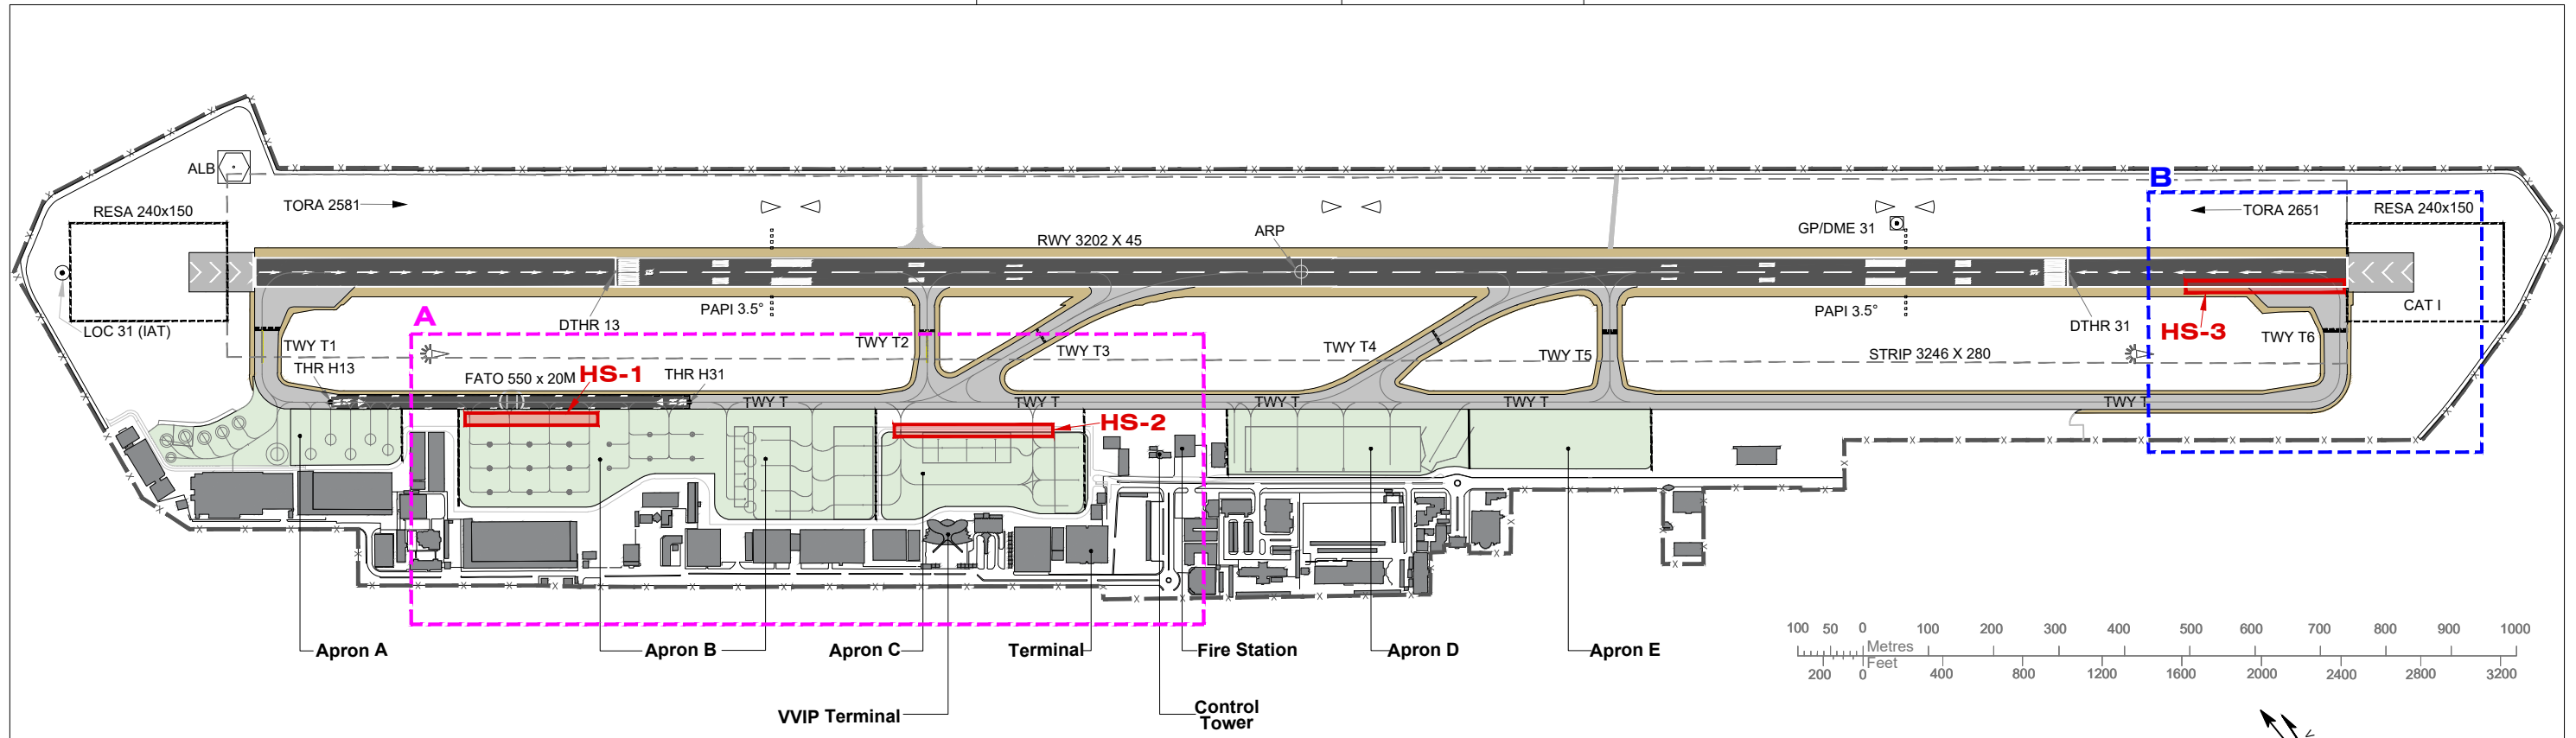 B
ALB
TORA 2581
TORA 2651
RESA 240x150
RESA 240x150
GP/DME 31
ARP
RWY 3202 X 45
PAPI 3.5°
PAPI 3.5°
CAT I
A
DTHR 13
DTHR 31
HS-3
LOC 31 (IAT)
TWY T1
TWY T2
TWY T3
TWY T4
TWY T5
TWY T6
STRIP 3246 X 280
THR H13
FATO 550 x 20M
HS-1
THR H31
TWY T
TWY T
TWY T
TWY T
TWY T
HS-2
Apron A
Apron B
Apron C
Terminal
Fire Station
Apron D
Apron E
VVIP Terminal
Control
Tower
100 50 0 100 200 300 400 500 600 700 800 900 1000
Metres
Feet
200 0 400 800 1200 1600 2000 2400 2800 3200